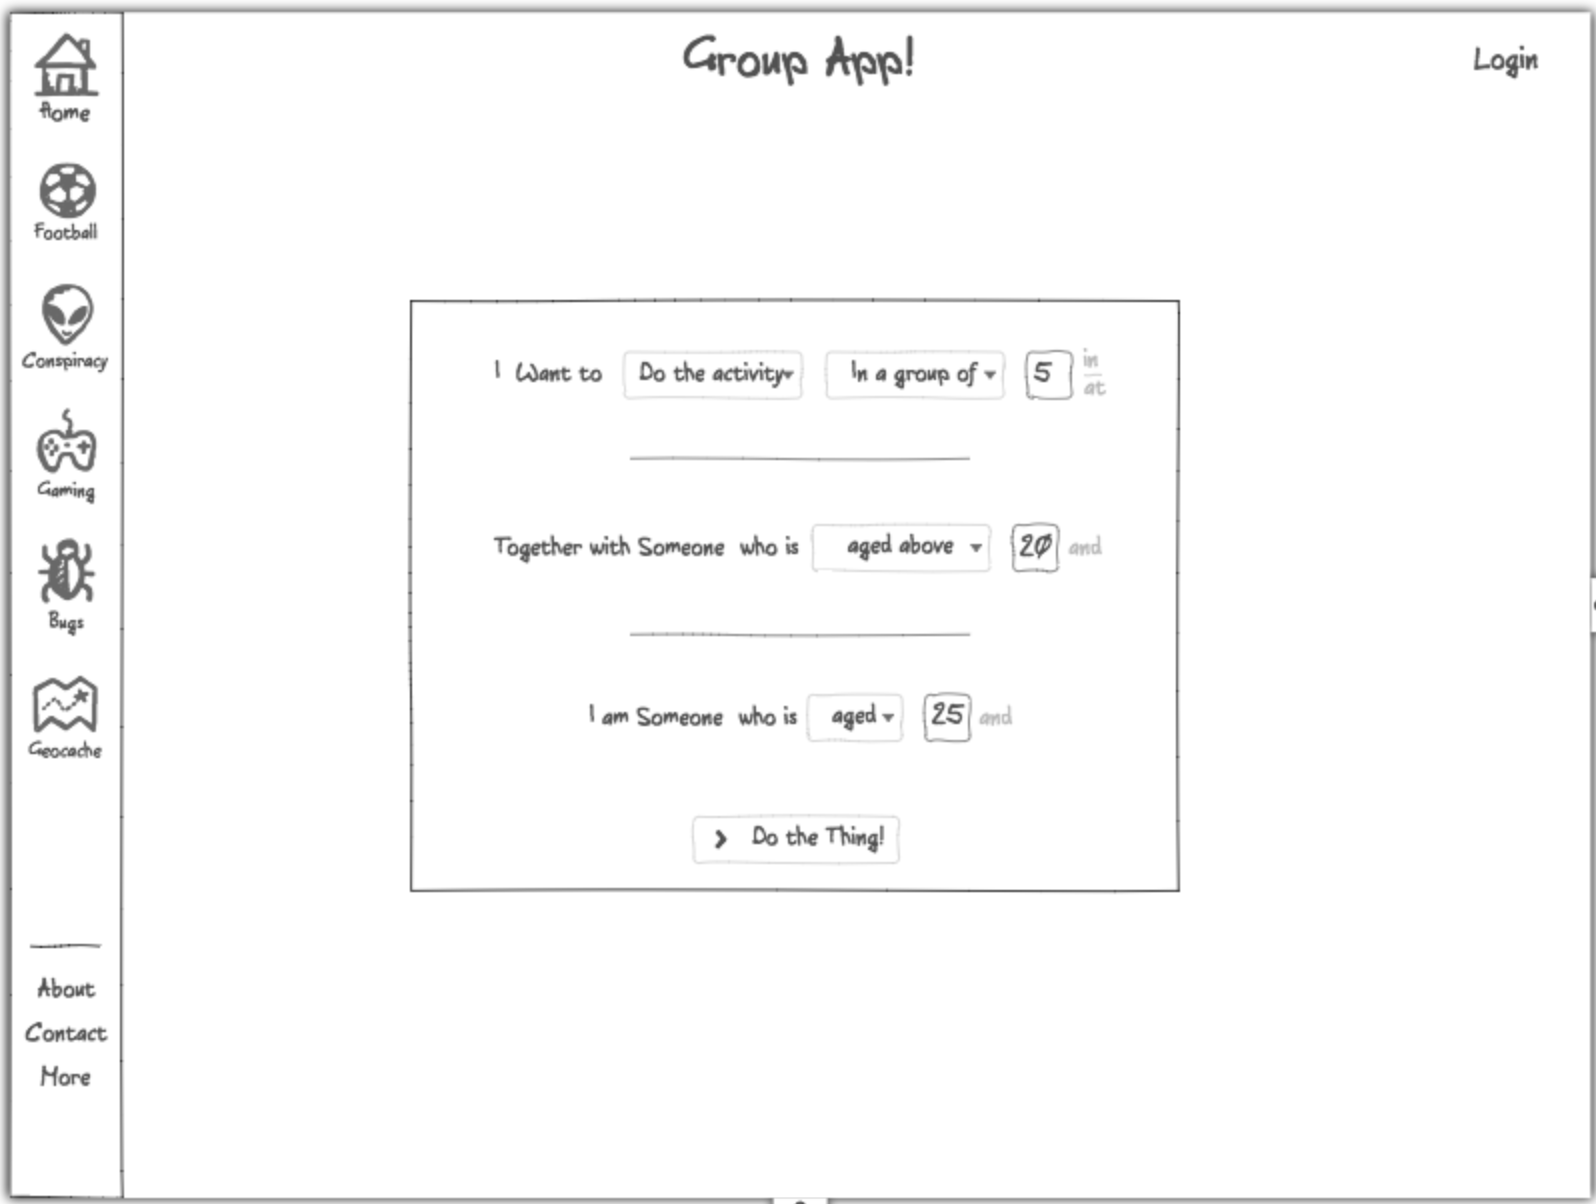 Group App!
Login
Home
Football
Conspiracy
Gaming
Bugs
Geocache
About
Contact
More
I Want to Do the activity In a group of 5 in
at
Together with Someone who is aged above 20 and
I am Someone who is aged 25 and
Do the Thing!